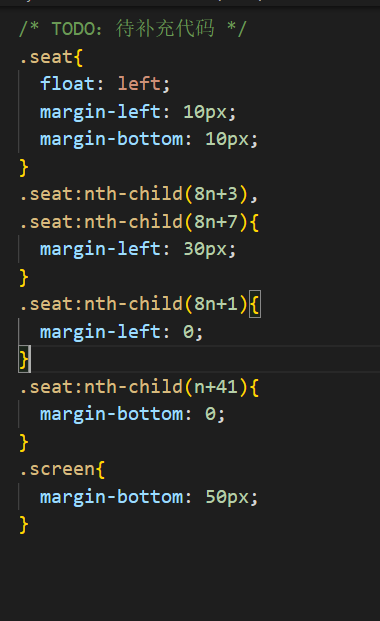 /* TODO：待补充代码 */
.seat{
  float: left;
  margin-left: 10px;
  margin-bottom: 10px;
}
.seat:nth-child(8n+3),
.seat:nth-child(8n+7){
  margin-left: 30px;
}
.seat:nth-child(8n+1){
  margin-left: 0;
}
.seat:nth-child(n+41){
  margin-bottom: 0;
}
.screen{
  margin-bottom: 50px;
}